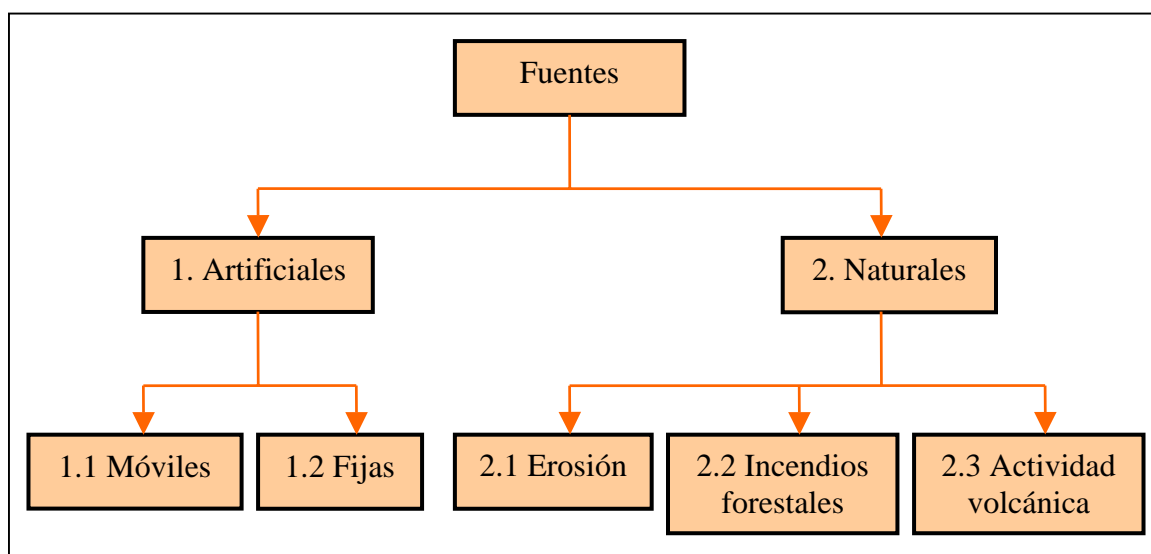 Fuentes
1. Artificiales
2. Naturales
1.1 Móviles
1.2 Fijas
2.1 Erosión
2.2 Incendios
forestales
2.3 Actividad
volcánica